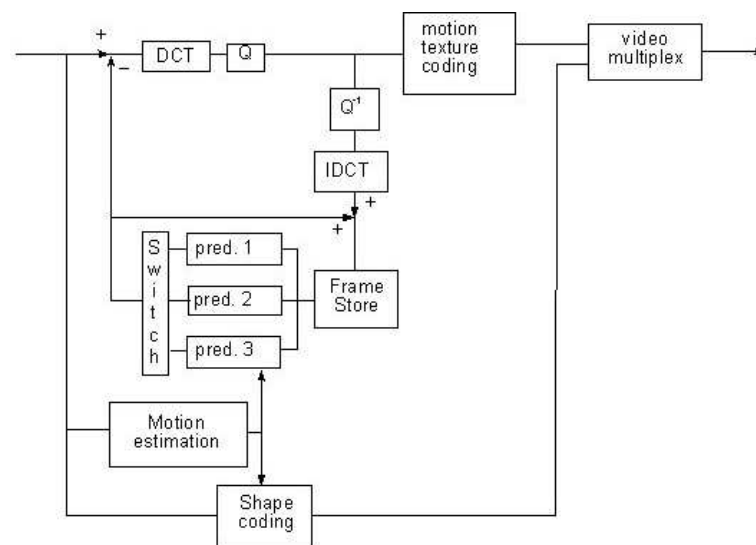 +
−
DCT
Q
motion
texture
coding
video
multiplex
Q⁻¹
IDCT
+
+
Switch
pred. 1
pred. 2
pred. 3
Frame
Store
Motion
estimation
Shape
coding